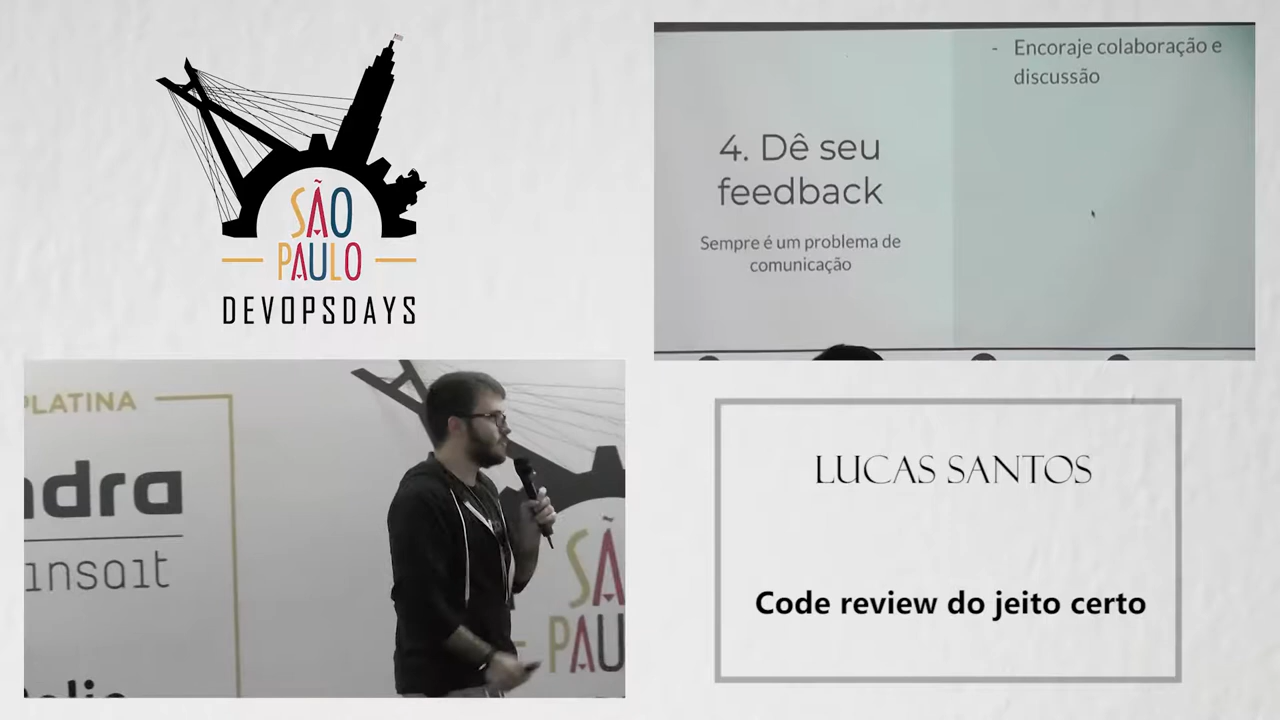 SÃO
PAULO
DEVOPSDAYS
- Encoraje colaboração e
discussão
4. Dê seu
feedback
Sempre é um problema de
comunicação
PLATINA
ndra
insait
SÃ
PAU
LUCAS SANTOS
Code review do jeito certo